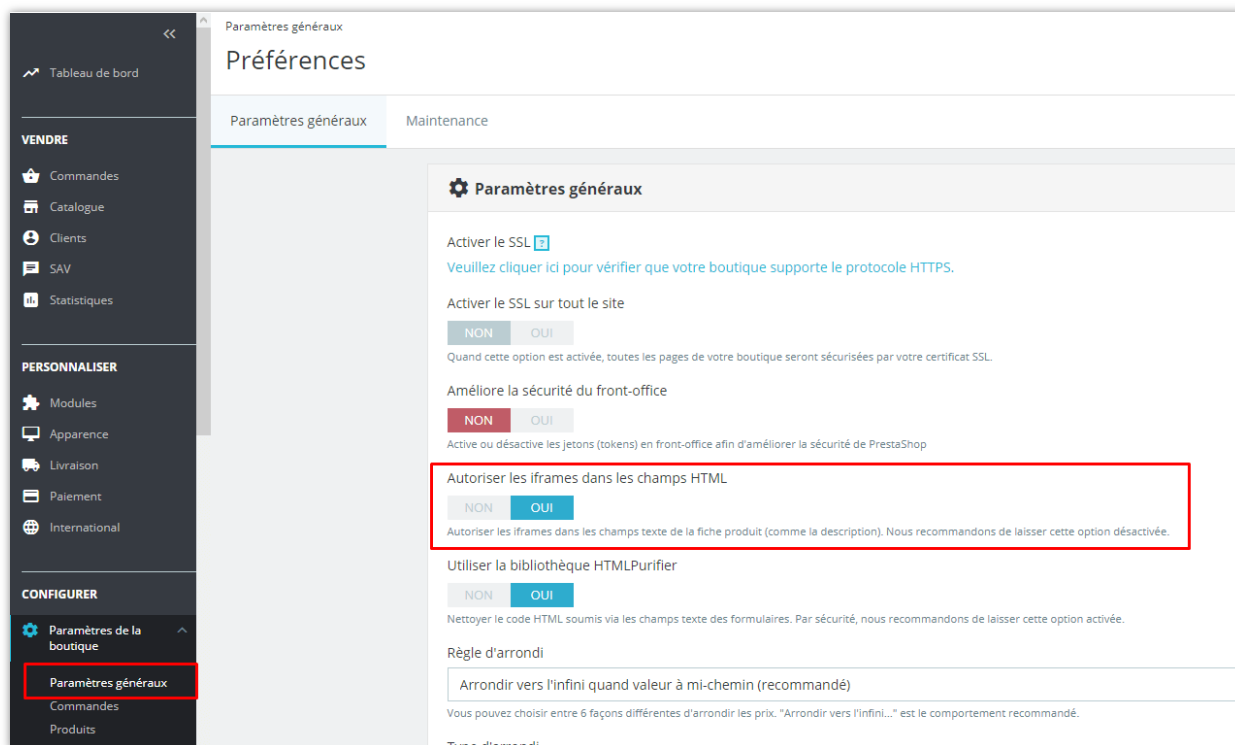 Tableau de bord
VENDRE
Commandes
Catalogue
Clients
SAV
Statistiques
PERSONNALISER
Modules
Apparence
Livraison
Paiement
International
CONFIGURER
Paramètres de la
boutique
Paramètres généraux
Commandes
Produits
Paramètres généraux
Préférences
Paramètres généraux Maintenance
Paramètres généraux
Activer le SSL ?
Veuillez cliquer ici pour vérifier que votre boutique supporte le protocole HTTPS.
Activer le SSL sur tout le site
NON OUI
Quand cette option est activée, toutes les pages de votre boutique seront sécurisées par votre certificat SSL.
Améliore la sécurité du front-office
NON OUI
Active ou désactive les jetons (tokens) en front-office afin d'améliorer la sécurité de PrestaShop
Autoriser les iframes dans les champs HTML
NON OUI
Autoriser les iframes dans les champs texte de la fiche produit (comme la description). Nous recommandons de laisser cette option désactivée.
Utiliser la bibliothèque HTMLPurifier
NON OUI
Nettoyer le code HTML soumis via les champs texte des formulaires. Par sécurité, nous recommandons de laisser cette option activée.
Règle d'arrondi
Arrondir vers l'infini quand valeur à mi-chemin (recommandé)
Vous pouvez choisir entre 6 façons différentes d'arrondir les prix. "Arrondir vers l'infini..." est le comportement recommandé.
Type d'arrondi